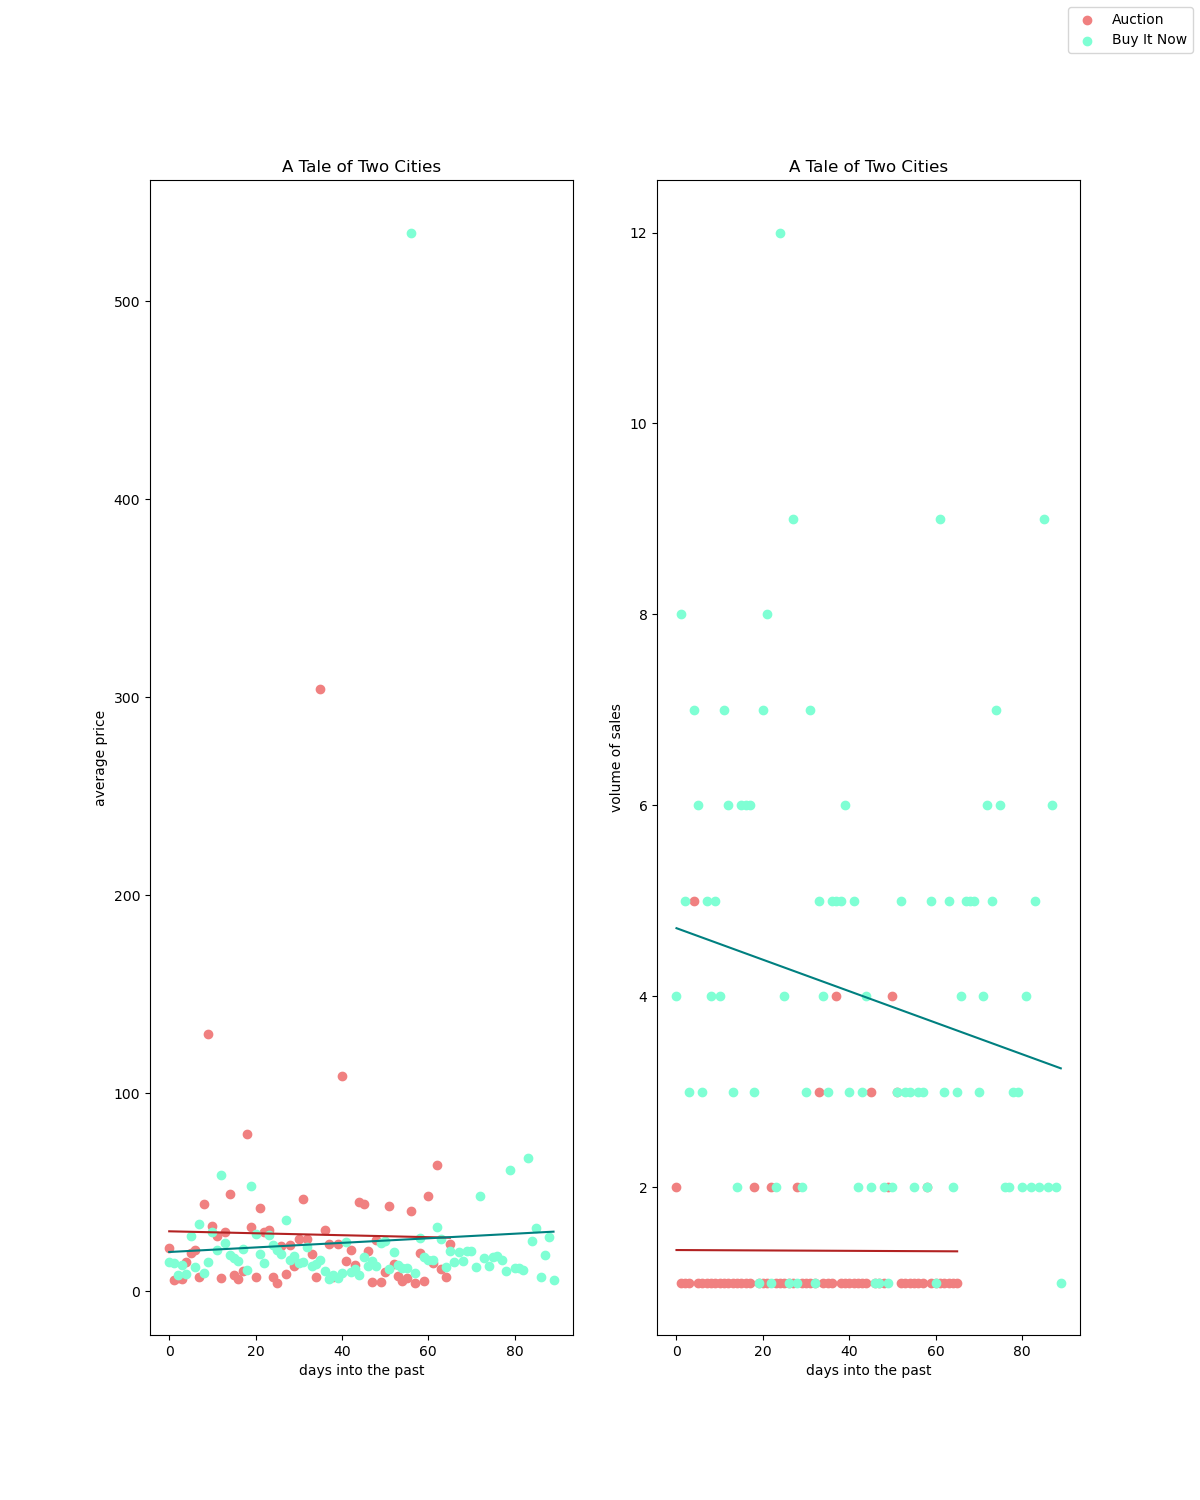 Auction
Buy It Now
A Tale of Two Cities
500
400
300
200
100
0
average price
0 20 40 60 80
days into the past
A Tale of Two Cities
12
10
8
6
4
2
volume of sales
0 20 40 60 80
days into the past